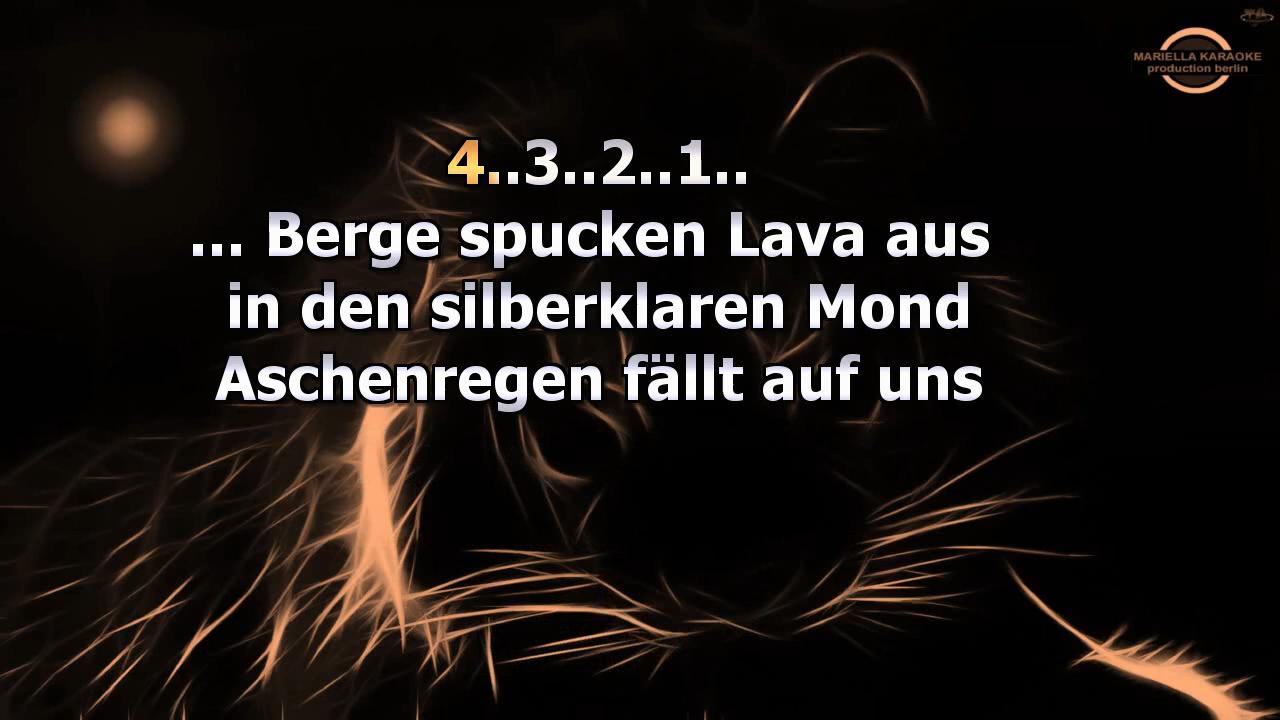 MARIELLA KARAOKE
production berlin
4..3..2..1..
... Berge spucken Lava aus
in den silberklaren Mond
Aschenregen fällt auf uns